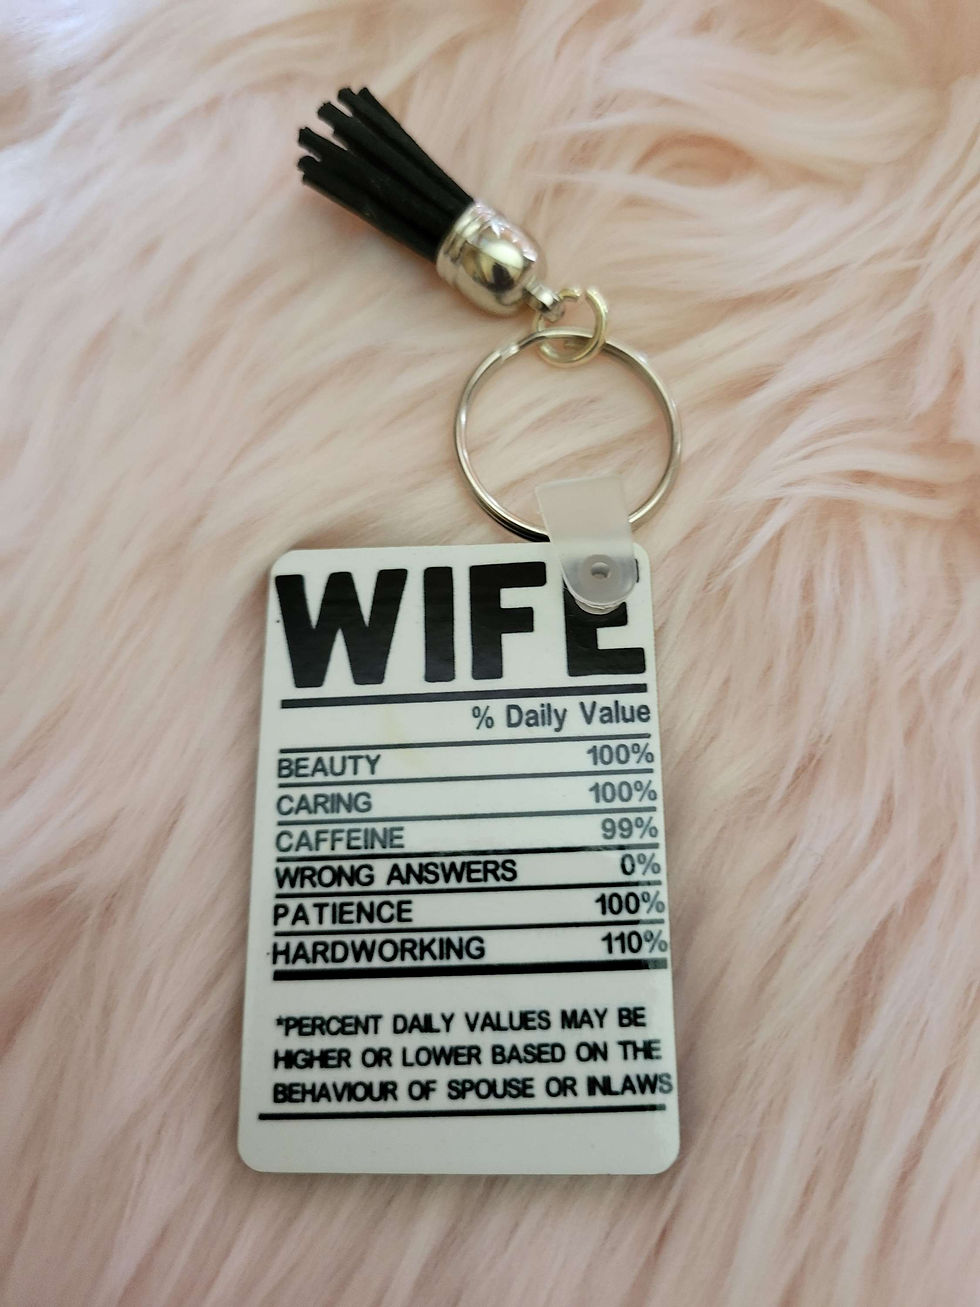 WIFE
% Daily Value
BEAUTY 100%
CARING 100%
CAFFEINE 99%
WRONG ANSWERS 0%
PATIENCE 100%
HARDWORKING 110%
*PERCENT DAILY VALUES MAY BE
HIGHER OR LOWER BASED ON THE
BEHAVIOUR OF SPOUSE OR INLAWS